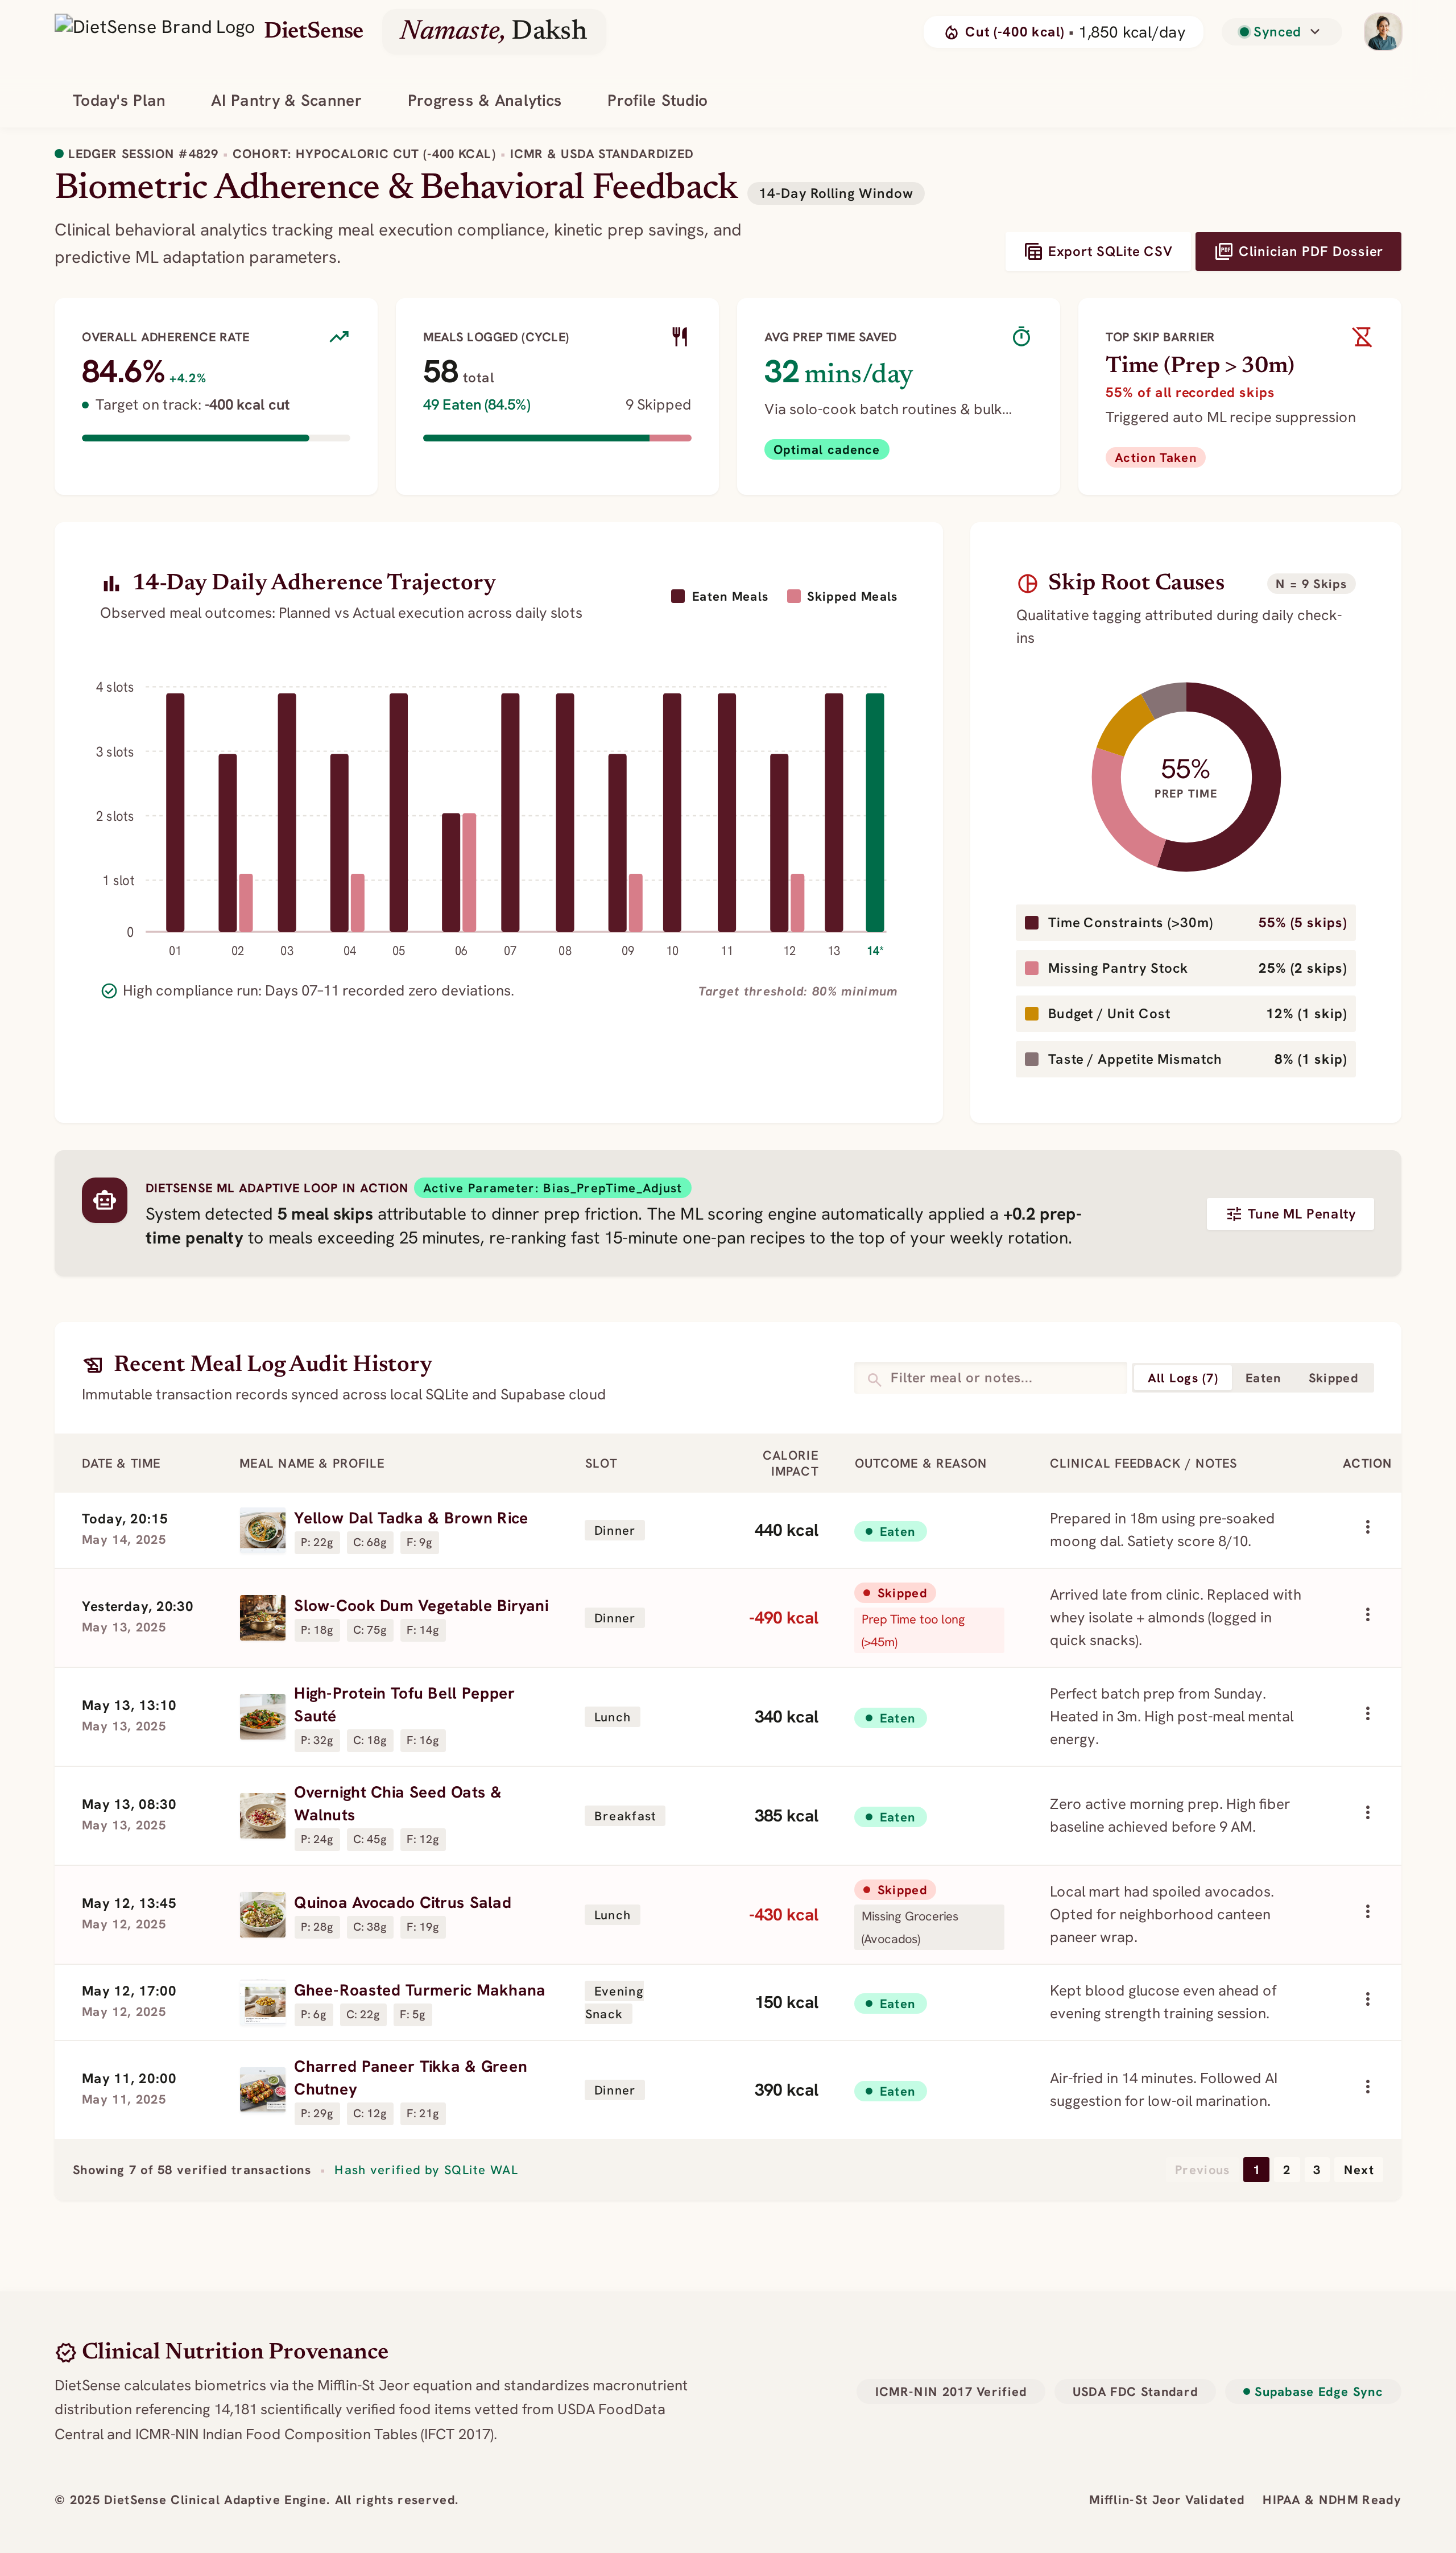 DietSense Brand Logo DietSense Namaste, Daksh Cut (-400 kcal) • 1,850 kcal/day Synced
Today's Plan AI Pantry & Scanner Progress & Analytics Profile Studio
LEDGER SESSION #4829 • COHORT: HYPOCALORIC CUT (-400 KCAL) • ICMR & USDA STANDARDIZED
Biometric Adherence & Behavioral Feedback 14-Day Rolling Window
Clinical behavioral analytics tracking meal execution compliance, kinetic prep savings, and
predictive ML adaptation parameters.
Export SQLite CSV Clinician PDF Dossier
OVERALL ADHERENCE RATE
84.6% +4.2%
Target on track: -400 kcal cut
MEALS LOGGED (CYCLE)
58 total
49 Eaten (84.5%) 9 Skipped
AVG PREP TIME SAVED
32 mins/day
Via solo-cook batch routines & bulk...
Optimal cadence
TOP SKIP BARRIER
Time (Prep > 30m)
55% of all recorded skips
Triggered auto ML recipe suppression
Action Taken
14-Day Daily Adherence Trajectory
Observed meal outcomes: Planned vs Actual execution across daily slots
Eaten Meals Skipped Meals
4 slots
3 slots
2 slots
1 slot
0
01 02 03 04 05 06 07 08 09 10 11 12 13 14*
High compliance run: Days 07–11 recorded zero deviations. Target threshold: 80% minimum
Skip Root Causes N = 9 Skips
Qualitative tagging attributed during daily check-
ins
55%
PREP TIME
Time Constraints (>30m) 55% (5 skips)
Missing Pantry Stock 25% (2 skips)
Budget / Unit Cost 12% (1 skip)
Taste / Appetite Mismatch 8% (1 skip)
DIETSENSE ML ADAPTIVE LOOP IN ACTION Active Parameter: Bias_PrepTime_Adjust
System detected 5 meal skips attributable to dinner prep friction. The ML scoring engine automatically applied a +0.2 prep-
time penalty to meals exceeding 25 minutes, re-ranking fast 15-minute one-pan recipes to the top of your weekly rotation.
Tune ML Penalty
Recent Meal Log Audit History
Immutable transaction records synced across local SQLite and Supabase cloud
Filter meal or notes... All Logs (7) Eaten Skipped
DATE & TIME MEAL NAME & PROFILE SLOT CALORIE IMPACT OUTCOME & REASON CLINICAL FEEDBACK / NOTES ACTION
Today, 20:15
May 14, 2025
Yellow Dal Tadka & Brown Rice
P: 22g C: 68g F: 9g
Dinner
440 kcal
Eaten
Prepared in 18m using pre-soaked
moong dal. Satiety score 8/10.
Yesterday, 20:30
May 13, 2025
Slow-Cook Dum Vegetable Biryani
P: 18g C: 75g F: 14g
Dinner
-490 kcal
Skipped
Prep Time too long
(>45m)
Arrived late from clinic. Replaced with
whey isolate + almonds (logged in
quick snacks).
May 13, 13:10
May 13, 2025
High-Protein Tofu Bell Pepper
Sauté
P: 32g C: 18g F: 16g
Lunch
340 kcal
Eaten
Perfect batch prep from Sunday.
Heated in 3m. High post-meal mental
energy.
May 13, 08:30
May 13, 2025
Overnight Chia Seed Oats &
Walnuts
P: 24g C: 45g F: 12g
Breakfast
385 kcal
Eaten
Zero active morning prep. High fiber
baseline achieved before 9 AM.
May 12, 13:45
May 12, 2025
Quinoa Avocado Citrus Salad
P: 28g C: 38g F: 19g
Lunch
-430 kcal
Skipped
Missing Groceries
(Avocados)
Local mart had spoiled avocados.
Opted for neighborhood canteen
paneer wrap.
May 12, 17:00
May 12, 2025
Ghee-Roasted Turmeric Makhana
P: 6g C: 22g F: 5g
Evening
Snack
150 kcal
Eaten
Kept blood glucose even ahead of
evening strength training session.
May 11, 20:00
May 11, 2025
Charred Paneer Tikka & Green
Chutney
P: 29g C: 12g F: 21g
Dinner
390 kcal
Eaten
Air-fried in 14 minutes. Followed AI
suggestion for low-oil marination.
Showing 7 of 58 verified transactions • Hash verified by SQLite WAL Previous 1 2 3 Next
Clinical Nutrition Provenance
DietSense calculates biometrics via the Mifflin-St Jeor equation and standardizes macronutrient
distribution referencing 14,181 scientifically verified food items vetted from USDA FoodData
Central and ICMR-NIN Indian Food Composition Tables (IFCT 2017).
ICMR-NIN 2017 Verified USDA FDC Standard Supabase Edge Sync
© 2025 DietSense Clinical Adaptive Engine. All rights reserved. Mifflin-St Jeor Validated HIPAA & NDHM Ready